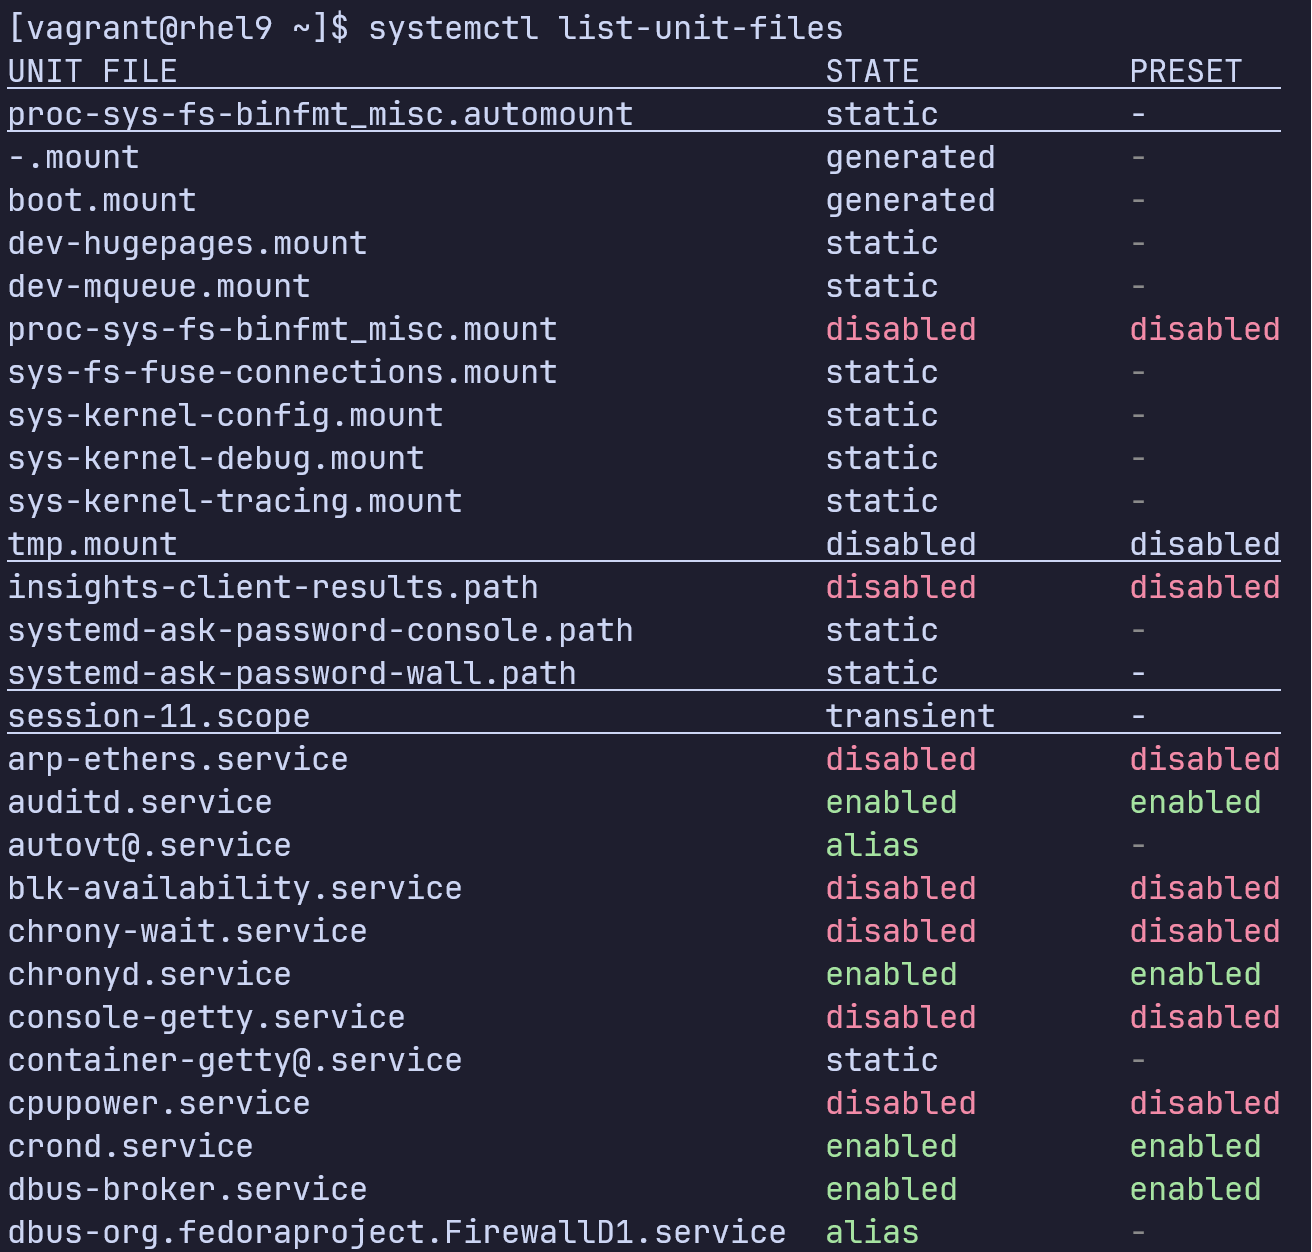 [vagrant@rhel9 ~]$ systemctl list-unit-files
UNIT FILE STATE PRESET
proc-sys-fs-binfmt_misc.automount static -
-.mount generated -
boot.mount generated -
dev-hugepages.mount static -
dev-mqueue.mount static -
proc-sys-fs-binfmt_misc.mount disabled disabled
sys-fs-fuse-connections.mount static -
sys-kernel-config.mount static -
sys-kernel-debug.mount static -
sys-kernel-tracing.mount static -
tmp.mount disabled disabled
insights-client-results.path disabled disabled
systemd-ask-password-console.path static -
systemd-ask-password-wall.path static -
session-11.scope transient -
arp-ethers.service disabled disabled
auditd.service enabled enabled
autovt@.service alias -
blk-availability.service disabled disabled
chrony-wait.service disabled disabled
chronyd.service enabled enabled
console-getty.service disabled disabled
container-getty@.service static -
cpupower.service disabled disabled
crond.service enabled enabled
dbus-broker.service enabled enabled
dbus-org.fedoraproject.FirewallD1.service alias -